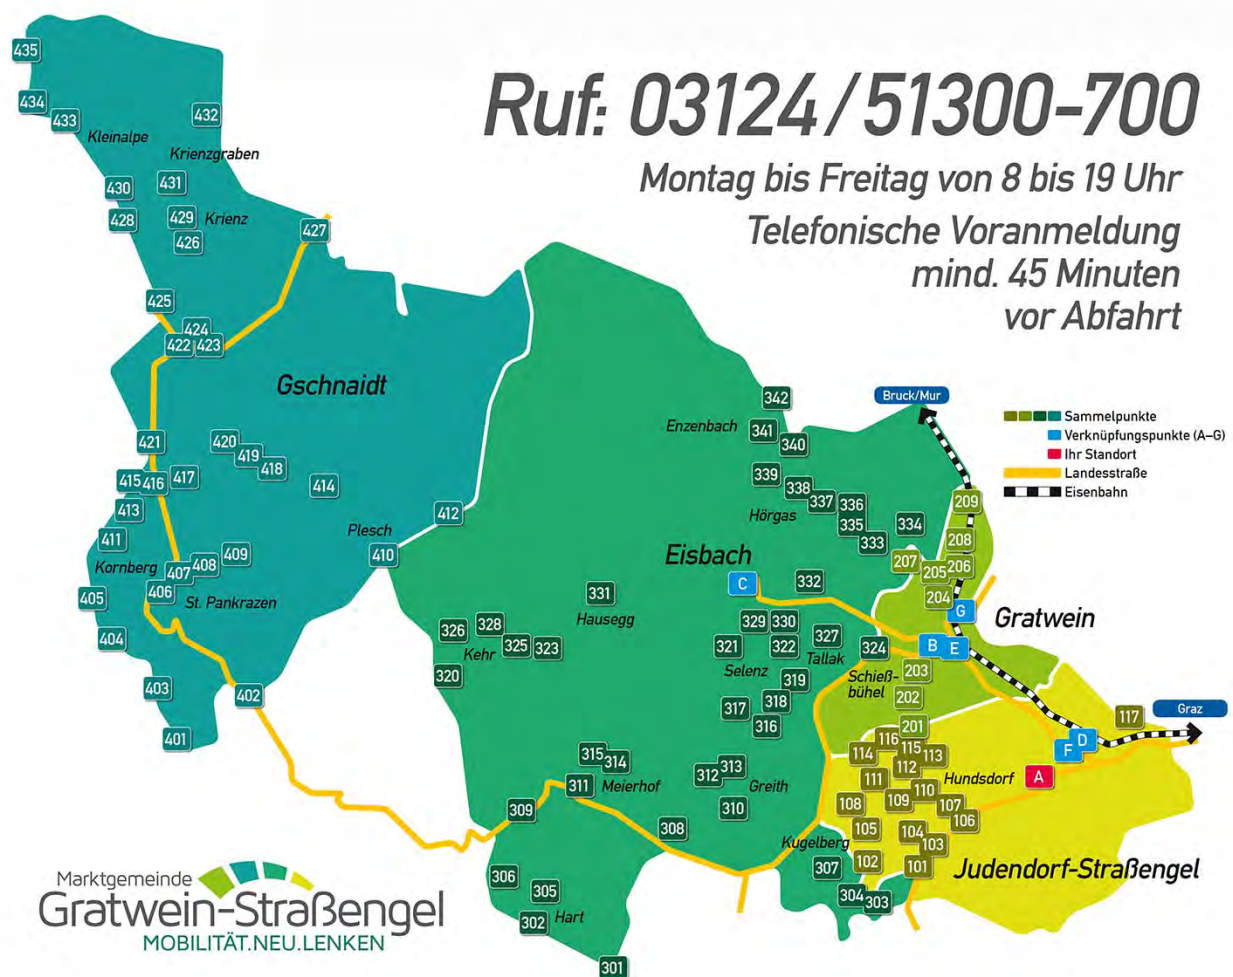 Ruf: 03124/51300-700
Montag bis Freitag von 8 bis 19 Uhr
Telefonische Voranmeldung
mind. 45 Minuten
vor Abfahrt
435
434
433
432
Kleinalpe
Krienzgraben
431
430
429
Krienz
428
427
426
425
424
422
423
Gschnaidt
421
420
419
418
417
415
416
414
413
412
Plesch
411
410
409
Kornberg
408
407
406
St. Pankrazen
405
404
403
402
401
342
Enzenbach
341
340
339
338
337
336
Hörgas
335
334
333
Eisbach
C
332
331
Hausegg
329
330
328
326
Kehr
325
323
327
321
322
Selenz
Tallak
324
320
319
318
317
316
315
314
Meierhof
313
312
Greith
311
310
309
308
Kugelberg
307
306
305
304
303
302
Hart
301
Bruck/Mur
209
208
207
206
205
204
G
Gratwein
B
E
Schieß-
bühel
203
202
201
117
Graz
D
F
A
116
115
114
113
112
Hundsdorf
111
110
109
108
107
106
105
104
103
102
101
Judendorf-Straßengel
Sammelpunkte
Verknüpfungspunkte (A–G)
Ihr Standort
Landesstraße
Eisenbahn
Marktgemeinde
Gratwein-Straßengel
MOBILITÄT.NEU.LENKEN